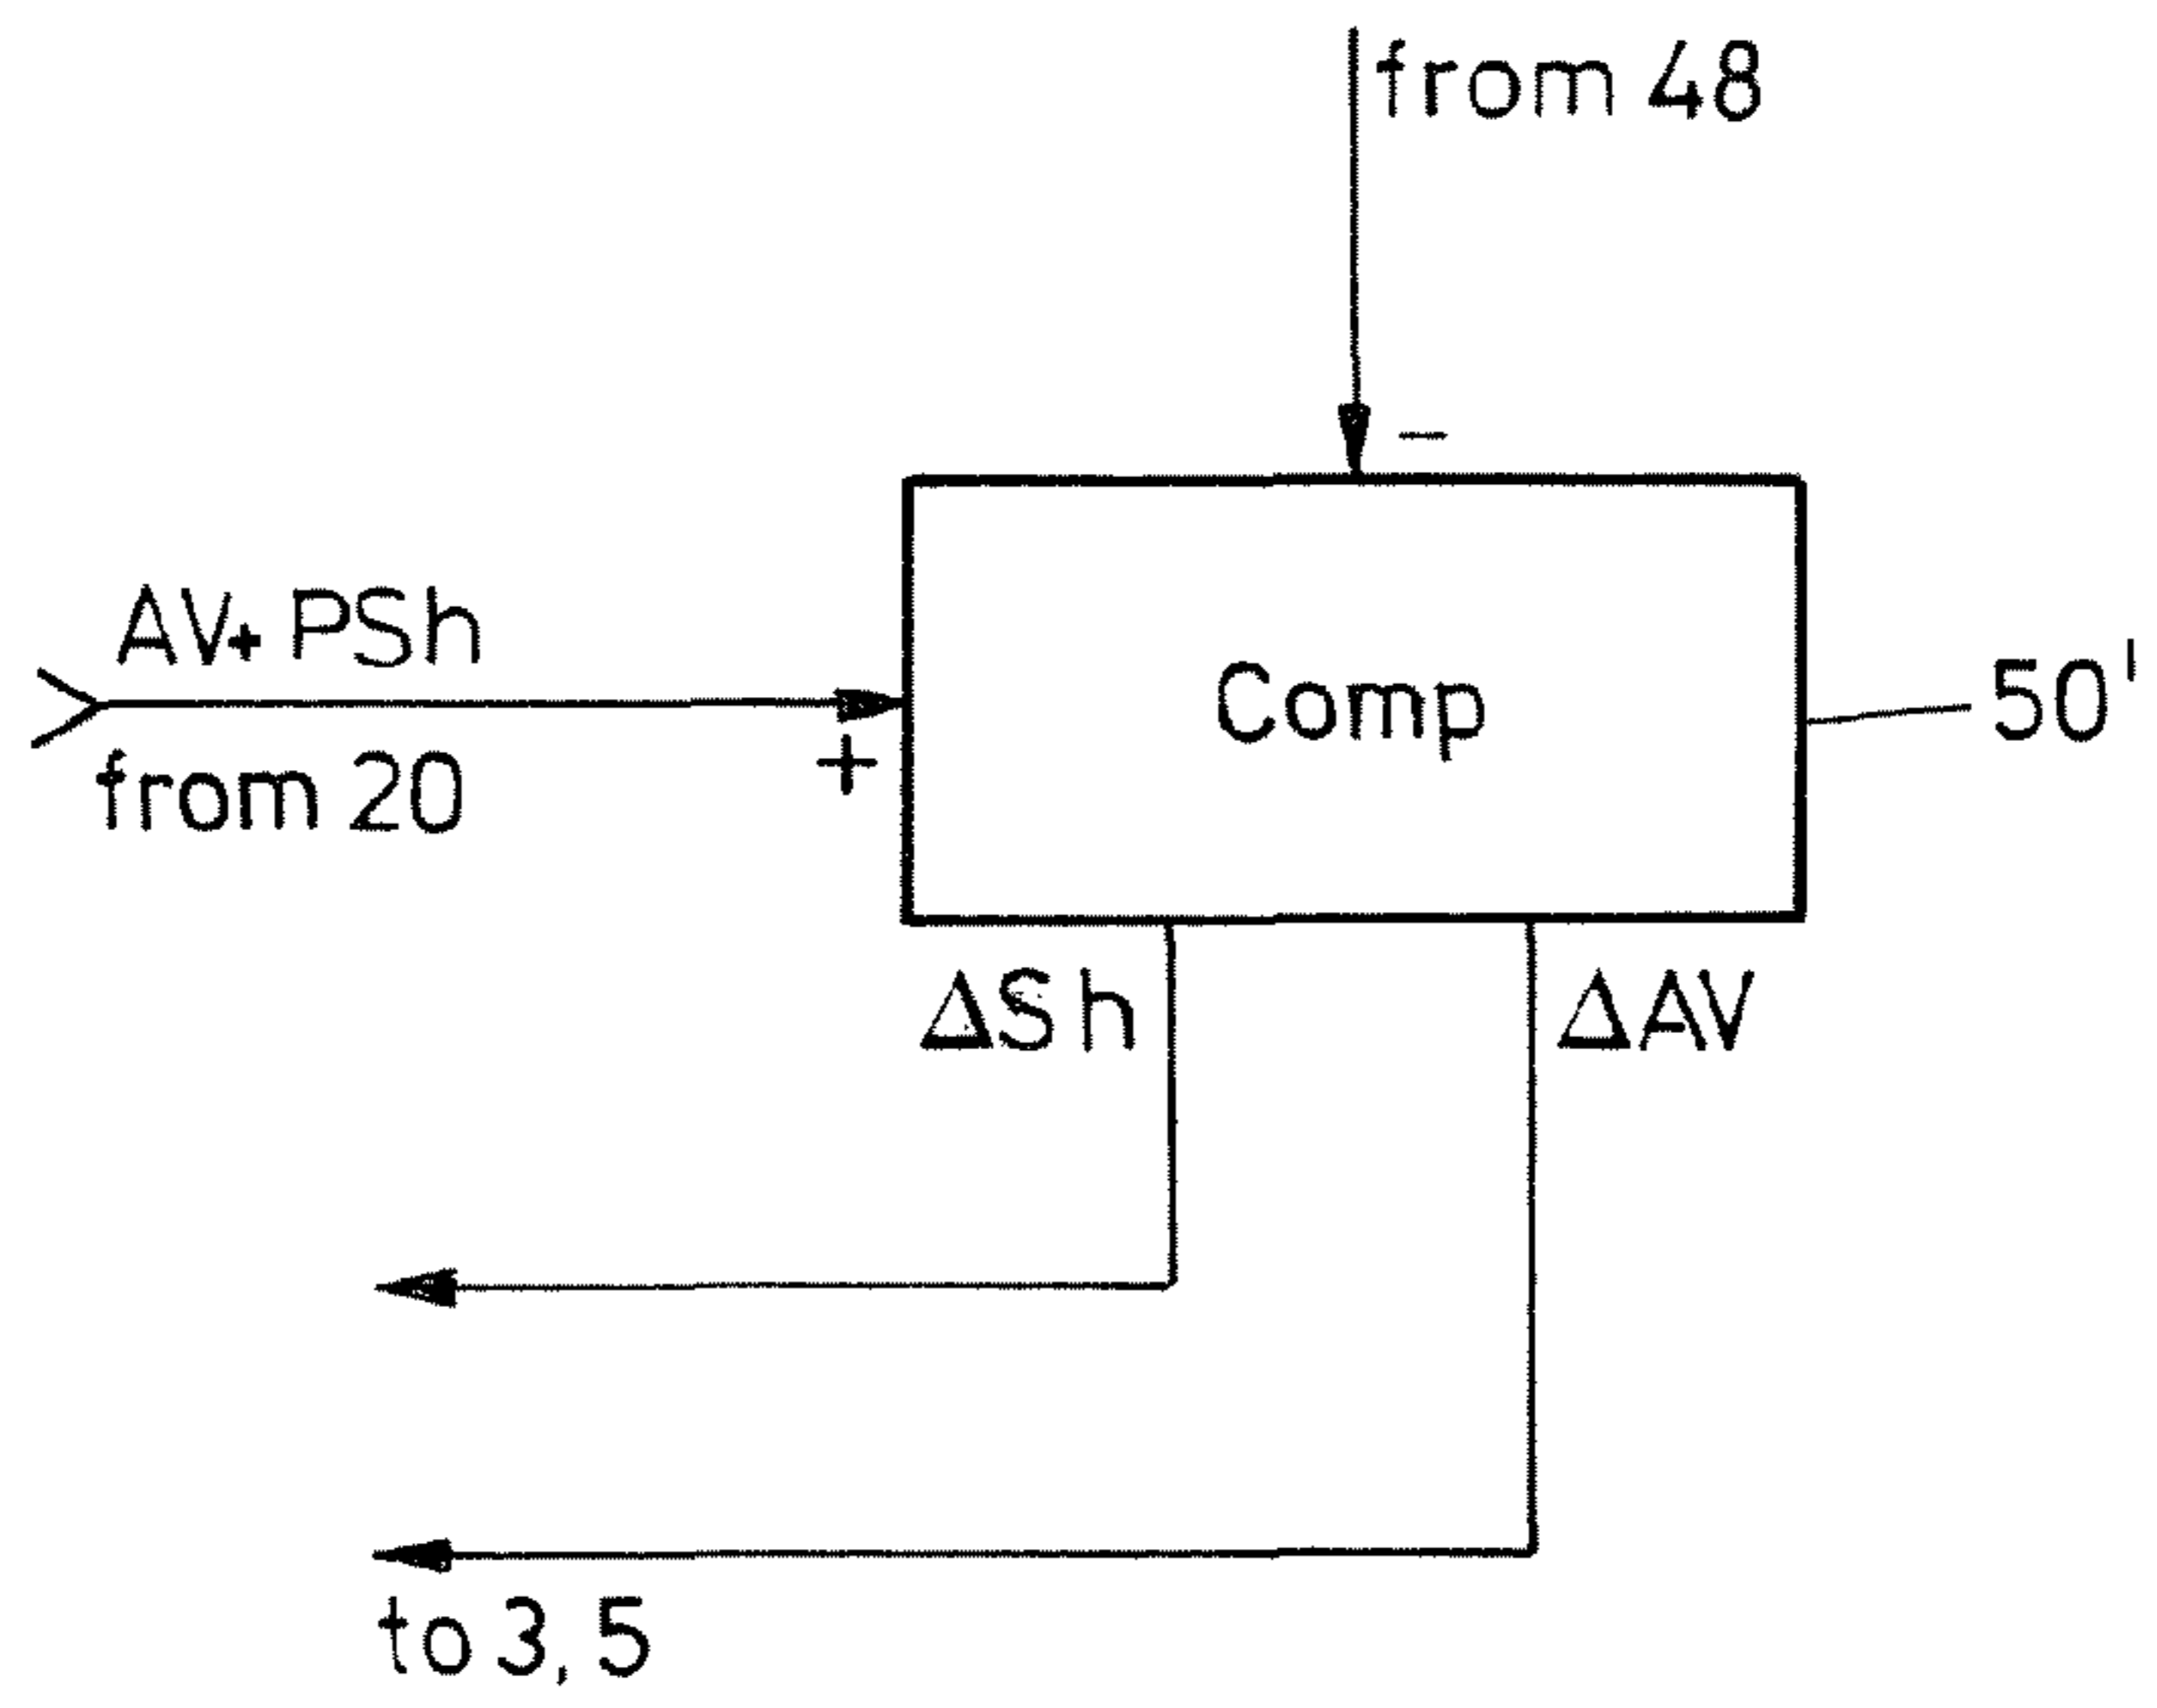 from 48
–
AV+ PSh
from 20
+
Comp
50'
ΔSh
ΔAV
to 3, 5